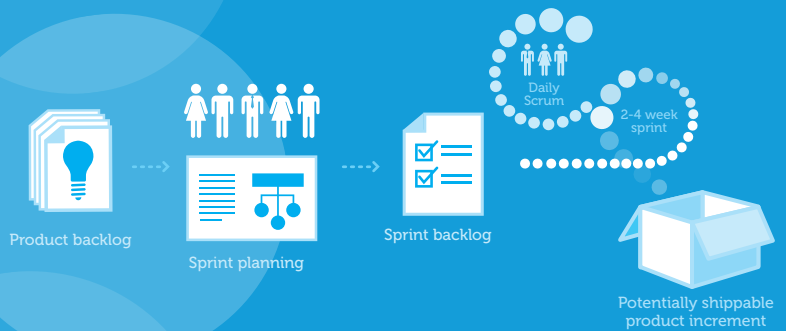 Daily
Scrum
2-4 week
sprint
Product backlog
Sprint planning
Sprint backlog
Potentially shippable
product increment